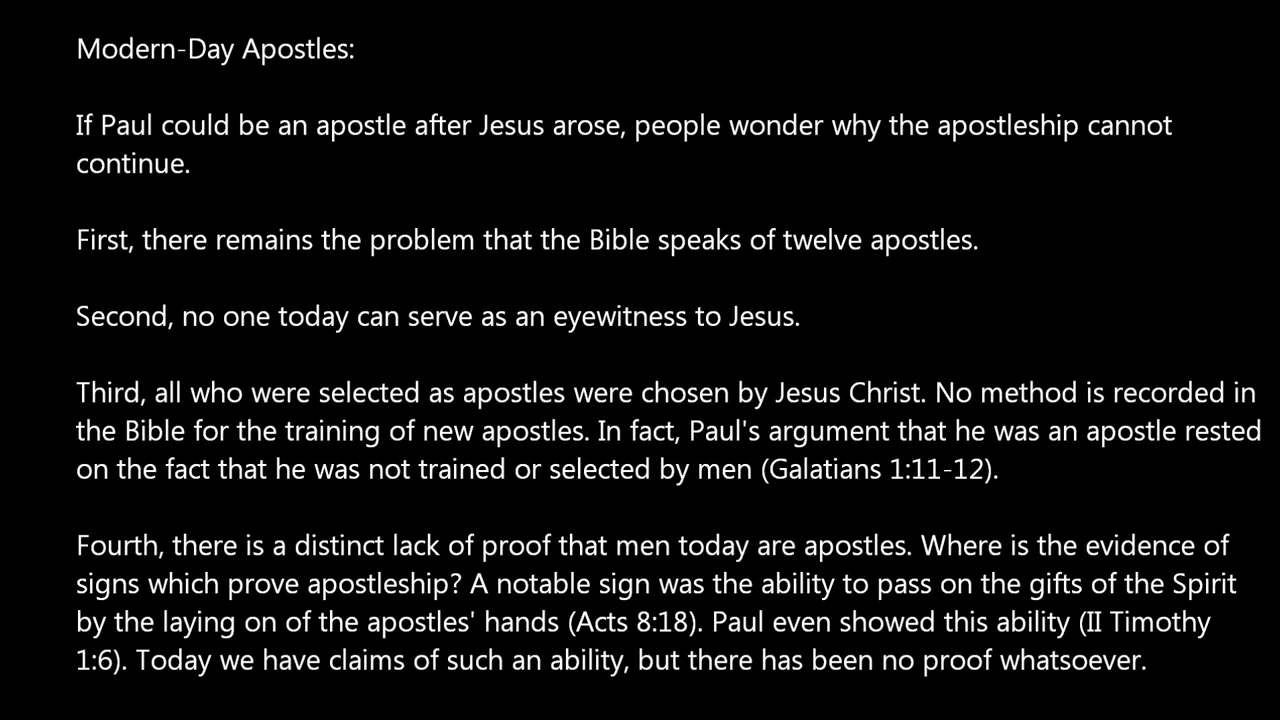 Modern-Day Apostles:
If Paul could be an apostle after Jesus arose, people wonder why the apostleship cannot
continue.
First, there remains the problem that the Bible speaks of twelve apostles.
Second, no one today can serve as an eyewitness to Jesus.
Third, all who were selected as apostles were chosen by Jesus Christ. No method is recorded in
the Bible for the training of new apostles. In fact, Paul's argument that he was an apostle rested
on the fact that he was not trained or selected by men (Galatians 1:11-12).
Fourth, there is a distinct lack of proof that men today are apostles. Where is the evidence of
signs which prove apostleship? A notable sign was the ability to pass on the gifts of the Spirit
by the laying on of the apostles' hands (Acts 8:18). Paul even showed this ability (II Timothy
1:6). Today we have claims of such an ability, but there has been no proof whatsoever.